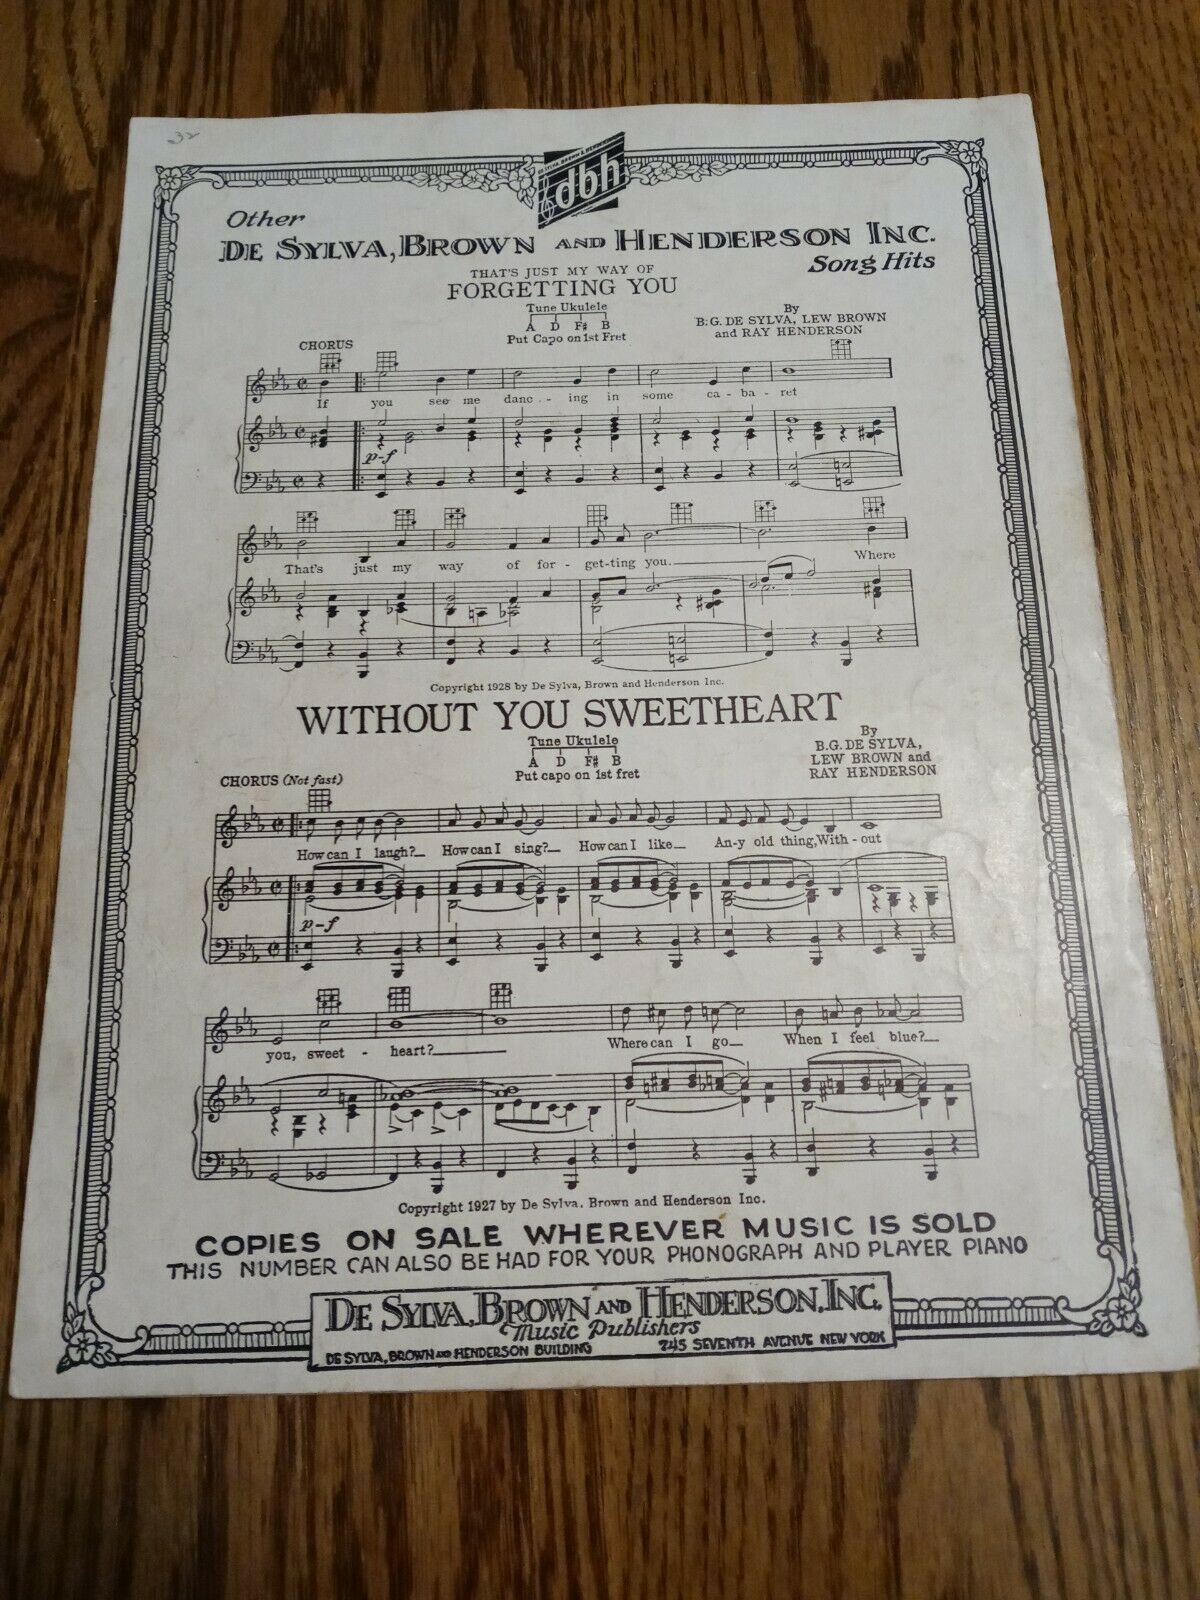 32
DE SYLVA, BROWN & HENDERSON
dbh
Other
DE SYLVA, BROWN AND HENDERSON INC.
Song Hits
THAT'S JUST MY WAY OF
FORGETTING YOU
Tune Ukulele
A D F# B
Put Capo on 1st Fret
By
B.G. DE SYLVA, LEW BROWN
and RAY HENDERSON
CHORUS
If you see me danc - ing in some ca - ba - ret
p-f
That's just my way of for - get-ting you. Where
Copyright 1928 by De Sylva, Brown and Henderson Inc.
WITHOUT YOU SWEETHEART
Tune Ukulele
A D F# B
Put capo on 1st fret
By
B.G. DE SYLVA,
LEW BROWN and
RAY HENDERSON
CHORUS (Not fast)
How can I laugh? How can I sing? How can I like An-y old thing, With - out
p-f
you, sweet - heart? Where can I go When I feel blue?
Copyright 1927 by De Sylva, Brown and Henderson Inc.
COPIES ON SALE WHEREVER MUSIC IS SOLD
THIS NUMBER CAN ALSO BE HAD FOR YOUR PHONOGRAPH AND PLAYER PIANO
DE SYLVA, BROWN AND HENDERSON, INC.
Music Publishers
DE SYLVA, BROWN AND HENDERSON BUILDING 745 SEVENTH AVENUE NEW YORK